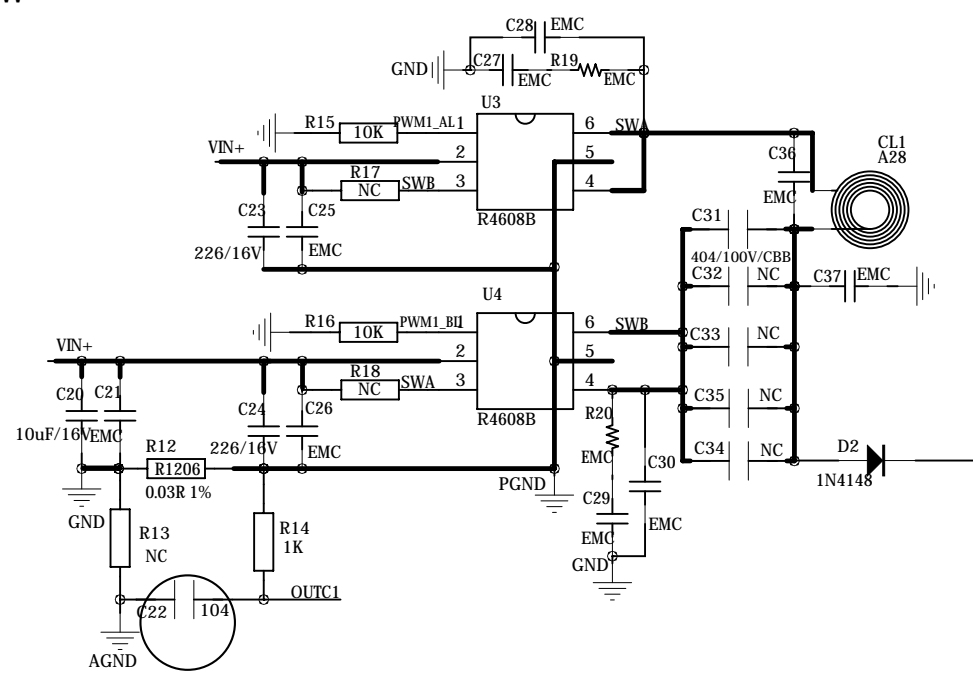 C28 EMC
GND C27 EMC R19 EMC
U3
R15 10K PWM1_AL 1 6 SWA
VIN+ 2 5
R17 NC SWB 3 4
C36 EMC
CL1
A28
C23 C25
226/16V EMC
R4608B
C31
404/100V/CBB
C32 NC
C37 EMC
U4
R16 10K PWM1_BL 1 6 SWB
VIN+ 2 5
R18 NC SWA 3 4
C33 NC
C20 C21
10uF/16V EMC
C24 C26
226/16V EMC
R4608B
R20
EMC
C35 NC
C34 NC
D2
1N4148
R12
R1206
0.03R 1%
PGND
C30
EMC
C29
EMC
GND
GND
R13
NC
R14
1K
C22 104
OUTC1
AGND